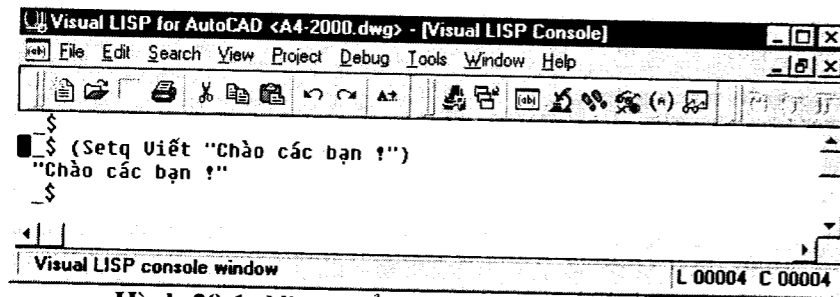 Visual LISP for AutoCAD <A4-2000.dwg> - [Visual LISP Console]
File Edit Search View Project Debug Tools Window Help
_$
_$ (Setq Viết "Chào các bạn !")
"Chào các bạn !"
_$
Visual LISP console window
L 00004 C 00004